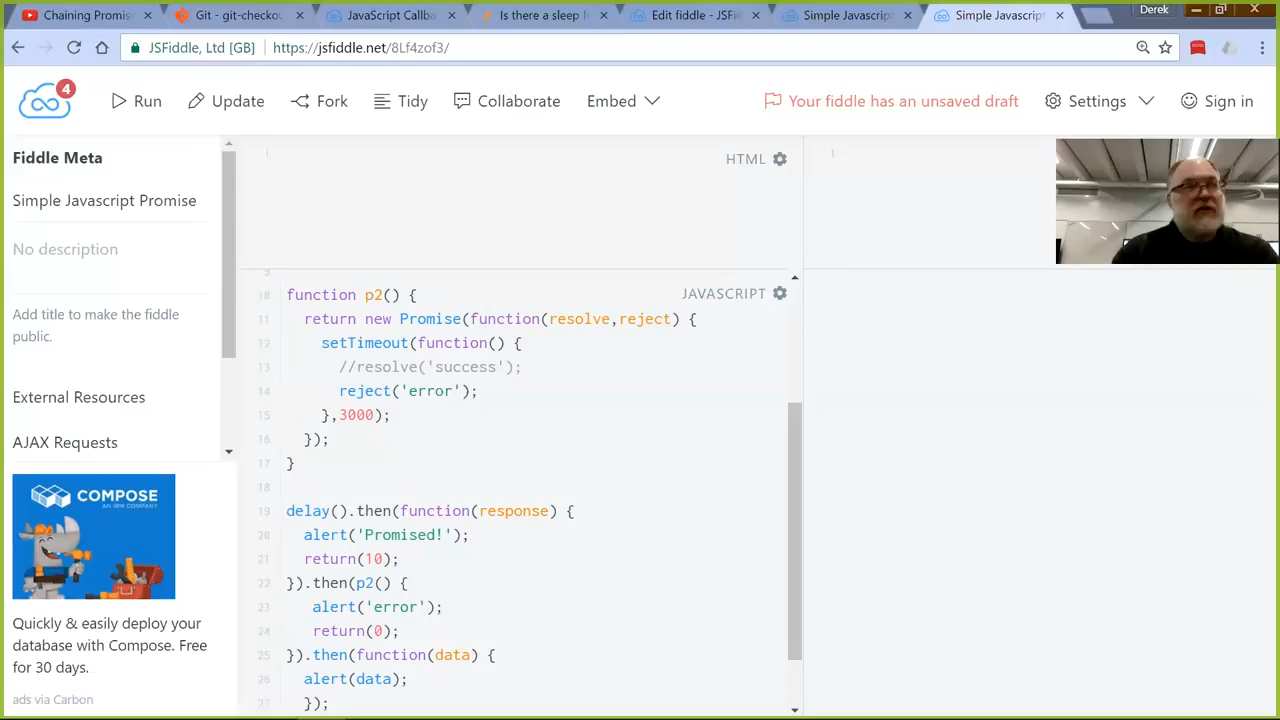 Chaining Promis
Git - git-checkou
JavaScript Callba
Is there a sleep f
Edit fiddle - JSFi
Simple Javascrip
Simple Javascrip
Derek
JSFiddle, Ltd [GB]
https://jsfiddle.net/8Lf4zof3/
4
Run
Update
Fork
Tidy
Collaborate
Embed
Your fiddle has an unsaved draft
Settings
Sign in
Fiddle Meta
Simple Javascript Promise
No description
Add title to make the fiddle
public.
External Resources
AJAX Requests
COMPOSE
AN IBM COMPANY
Quickly & easily deploy your
database with Compose. Free
for 30 days.
ads via Carbon
HTML
JAVASCRIPT
9
10 function p2() {
11 return new Promise(function(resolve,reject) {
12 setTimeout(function() {
13 //resolve('success');
14 reject('error');
15 },3000);
16 });
17 }
18
19 delay().then(function(response) {
20 alert('Promised!');
21 return(10);
22 }).then(p2() {
23 alert('error');
24 return(0);
25 }).then(function(data) {
26 alert(data);
27 });